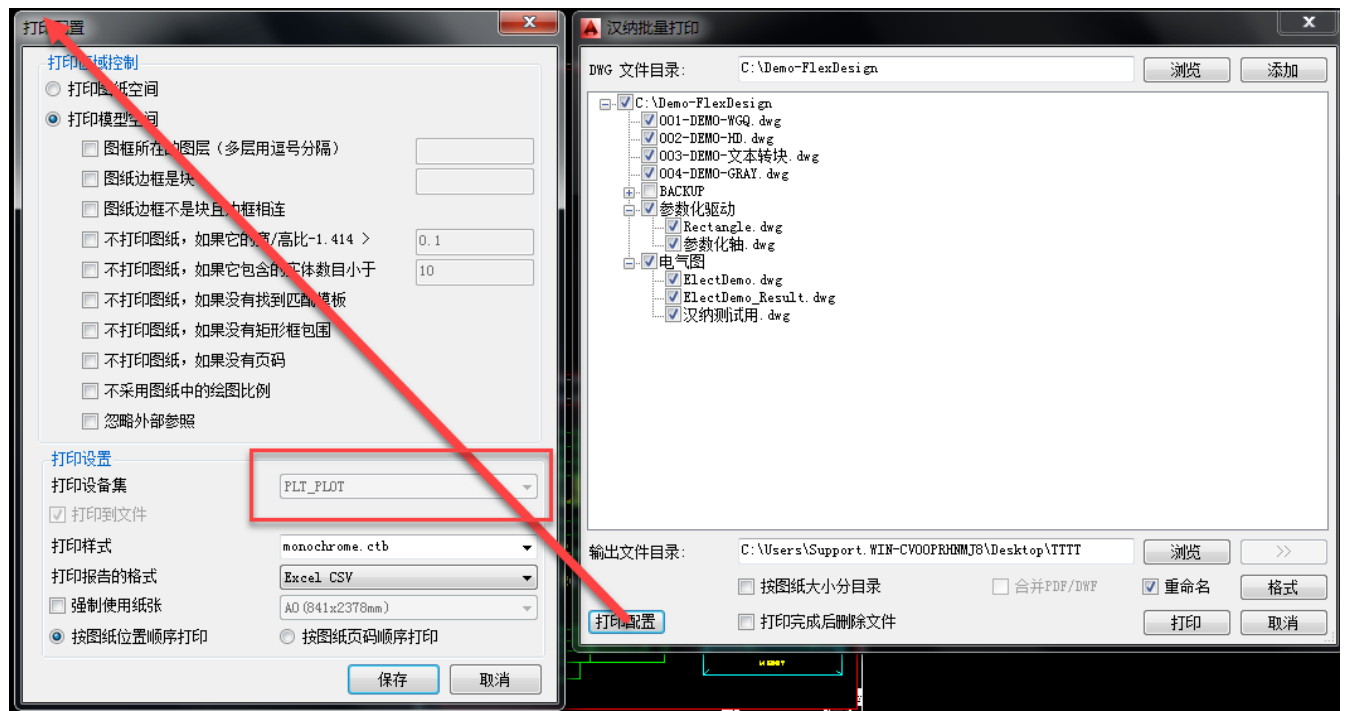 打印配置
打印区域控制
打印图纸空间
打印模型空间
图框所在的图层（多层用逗号分隔）
图纸边框是块
图纸边框不是块且边框相连
不打印图纸，如果它的宽/高比-1.414 > 0.1
不打印图纸，如果它包含的实体数目小于 10
不打印图纸，如果没有找到匹配模板
不打印图纸，如果没有矩形框包围
不打印图纸，如果没有页码
不采用图纸中的绘图比例
忽略外部参照
打印设置
打印设备集 PLT_PLOT
打印到文件
打印样式 monochrome.ctb
打印报告的格式 Excel CSV
强制使用纸张 A0(841x2378mm)
按图纸位置顺序打印 按图纸页码顺序打印
保存 取消
汉纳批量打印
DWG 文件目录: C:\Demo-FlexDesign 浏览 添加
C:\Demo-FlexDesign
001-DEMO-WGQ.dwg
002-DEMO-HD.dwg
003-DEMO-文本转块.dwg
004-DEMO-GRAY.dwg
BACKUP
参数化驱动
Rectangle.dwg
参数化轴.dwg
电气图
ElectDemo.dwg
ElectDemo_Result.dwg
汉纳测试用.dwg
输出文件目录: C:\Users\Support.WIN-CVOOPRHNMJ8\Desktop\TTTT 浏览 >>
按图纸大小分目录 合并PDF/DWF 重命名 格式
打印配置 打印完成后删除文件 打印 取消